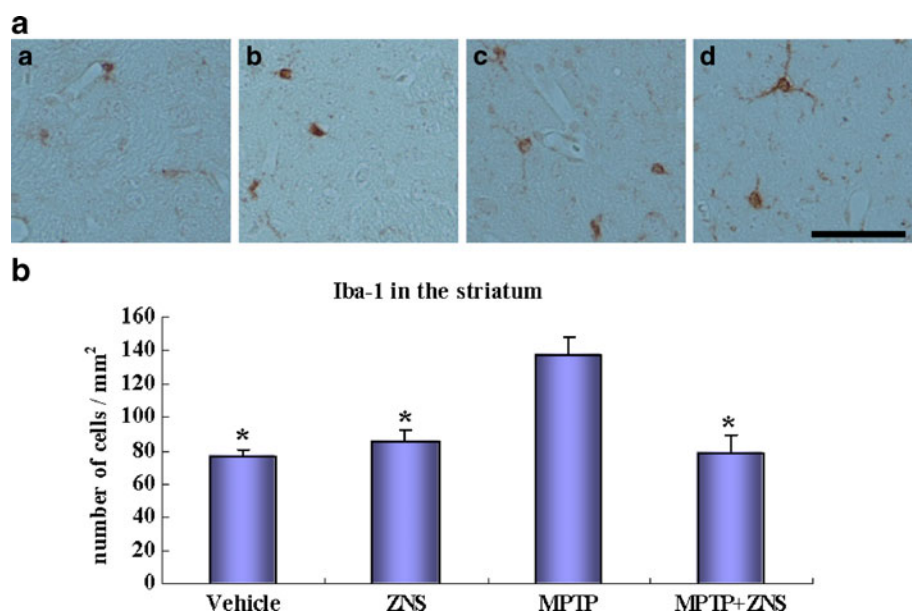 a
a b c d
b
Iba-1 in the striatum
number of cells / mm²
160
140
120
100
80
60
40
20
0
* * *
Vehicle ZNS MPTP MPTP+ZNS